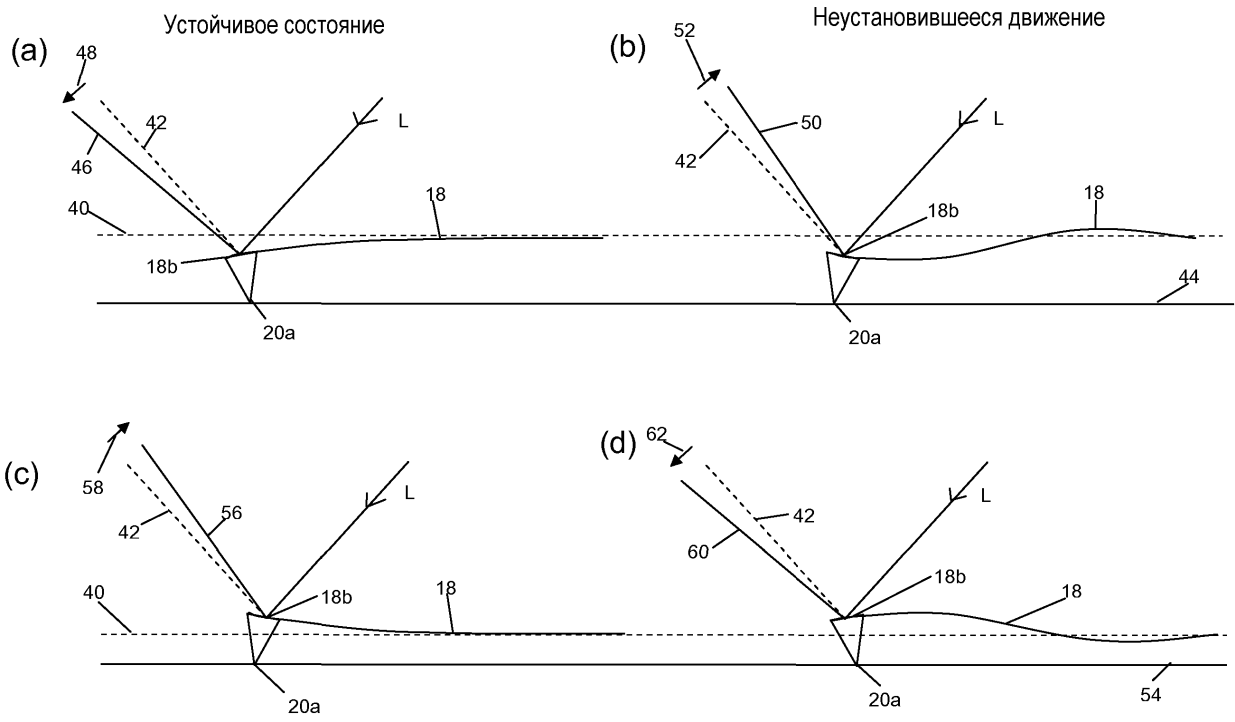 Устойчивое состояние
Неустановившееся движение
(a)
48
42
46
L
40
18
18b
20a
(b)
52
50
42
L
18b
18
44
20a
(c)
58
56
42
L
40
18b
18
20a
(d)
62
42
60
L
18b
18
54
20a